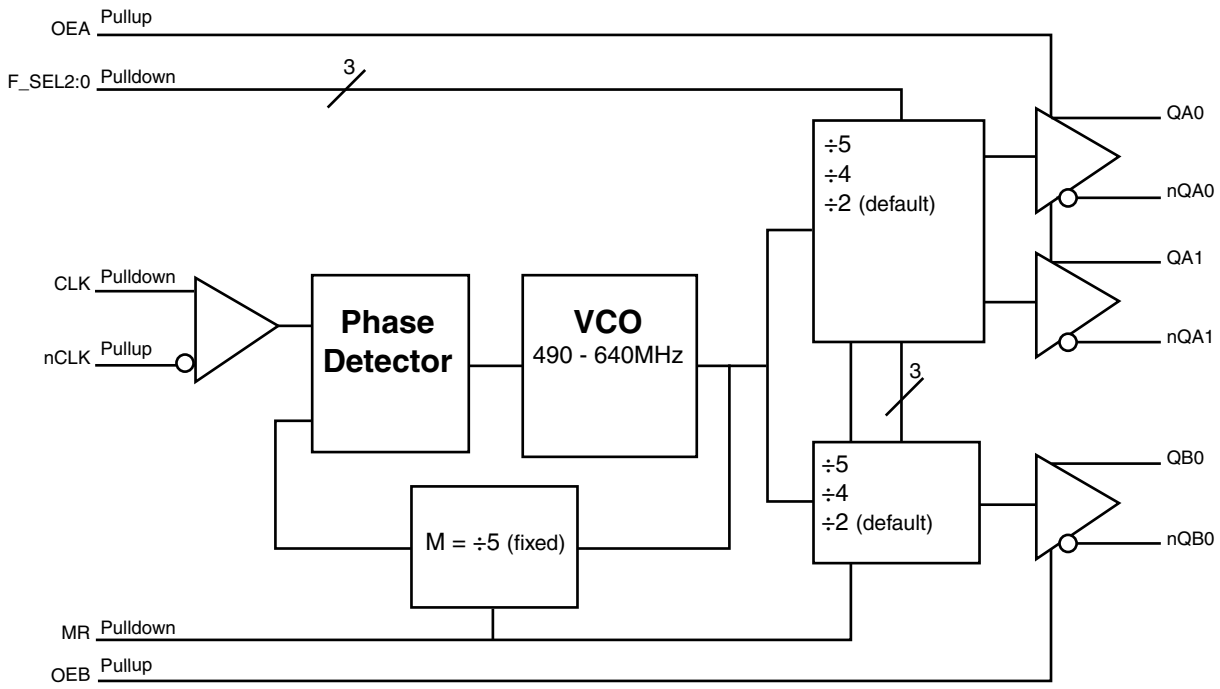 OEA Pullup
F_SEL2:0 Pulldown
3
QA0
÷5
÷4
÷2 (default)
nQA0
QA1
CLK Pulldown
Phase
Detector
VCO
490 - 640MHz
nQA1
nCLK Pullup
3
QB0
÷5
÷4
÷2 (default)
M = ÷5 (fixed)
nQB0
MR Pulldown
OEB Pullup